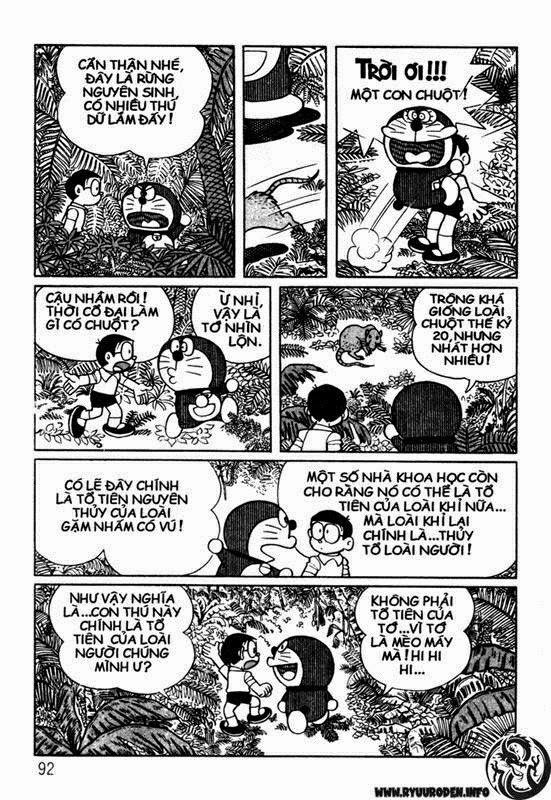 CẨN THẬN NHÉ,
ĐÂY LÀ RỪNG
NGUYÊN SINH,
CÓ NHIỀU THÚ
DỮ LẮM ĐẤY!
TRỜI ƠI!!!
MỘT CON CHUỘT!
CẬU NHẦM RỒI!
THỜI CỔ ĐẠI LÀM
GÌ CÓ CHUỘT?
Ừ NHỈ,
VẬY LÀ
TỚ NHÌN
LỘN.
TRÔNG KHÁ
GIỐNG LOÀI
CHUỘT THẾ KỶ
20, NHƯNG
NHẮT HƠN
NHIỀU!
CÓ LẼ ĐÂY CHÍNH
LÀ TỔ TIÊN NGUYÊN
THỦY CỦA LOÀI
GẶM NHẤM CÓ VÚ!
MỘT SỐ NHÀ KHOA HỌC CÒN
CHO RẰNG NÓ CÓ THỂ LÀ TỔ
TIÊN CỦA LOÀI KHỈ NỮA...
MÀ LOÀI KHỈ LẠI
CHÍNH LÀ...THỦY
TỔ LOÀI NGƯỜI!
NHƯ VẬY NGHĨA
LÀ...CON THÚ NÀY
CHÍNH LÀ TỔ
TIÊN CỦA LOÀI
NGƯỜI CHÚNG
MÌNH Ư?
KHÔNG PHẢI
TỔ TIÊN CỦA
TỚ...VÌ TỚ
LÀ MÈO MÁY
MÀ! HI HI
HI...
92
WWW.RYUURODEN.INFO